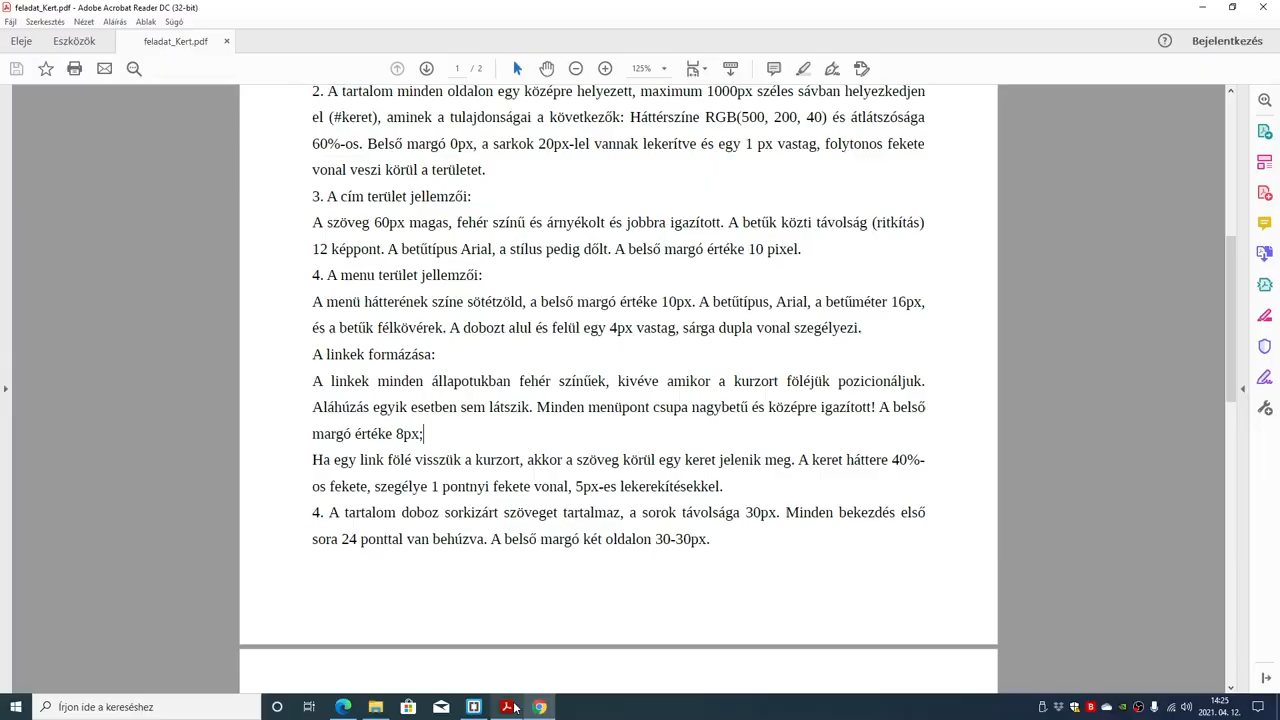 feladat_Kert.pdf - Adobe Acrobat Reader DC (32-bit)
Fájl Szerkesztés Nézet Aláírás Ablak Súgó
Eleje Eszközök feladat_Kert.pdf × Bejelentkezés
1 / 2 125%
2. A tartalom minden oldalon egy középre helyezett, maximum 1000px széles sávban helyezkedjen
el (#keret), aminek a tulajdonságai a következők: Háttérszíne RGB(500, 200, 40) és átlátszósága
60%-os. Belső margó 0px, a sarkok 20px-lel vannak lekerítve és egy 1 px vastag, folytonos fekete
vonal veszi körül a területet.
3. A cím terület jellemzői:
A szöveg 60px magas, fehér színű és árnyékolt és jobbra igazított. A betűk közti távolság (ritkítás)
12 képpont. A betűtípus Arial, a stílus pedig dőlt. A belső margó értéke 10 pixel.
4. A menu terület jellemzői:
A menü hátterének színe sötétzöld, a belső margó értéke 10px. A betűtípus, Arial, a betűméter 16px,
és a betűk félkövérek. A dobozt alul és felül egy 4px vastag, sárga dupla vonal szegélyezi.
A linkek formázása:
A linkek minden állapotukban fehér színűek, kivéve amikor a kurzort föléjük pozicionáljuk.
Aláhúzás egyik esetben sem látszik. Minden menüpont csupa nagybetű és középre igazított! A belső
margó értéke 8px;
Ha egy link fölé visszük a kurzort, akkor a szöveg körül egy keret jelenik meg. A keret háttere 40%-
os fekete, szegélye 1 pontnyi fekete vonal, 5px-es lekerekítésekkel.
4. A tartalom doboz sorkizárt szöveget tartalmaz, a sorok távolsága 30px. Minden bekezdés első
sora 24 ponttal van behúzva. A belső margó két oldalon 30-30px.
Írjon ide a kereséshez
14:25
2021. 04. 12.